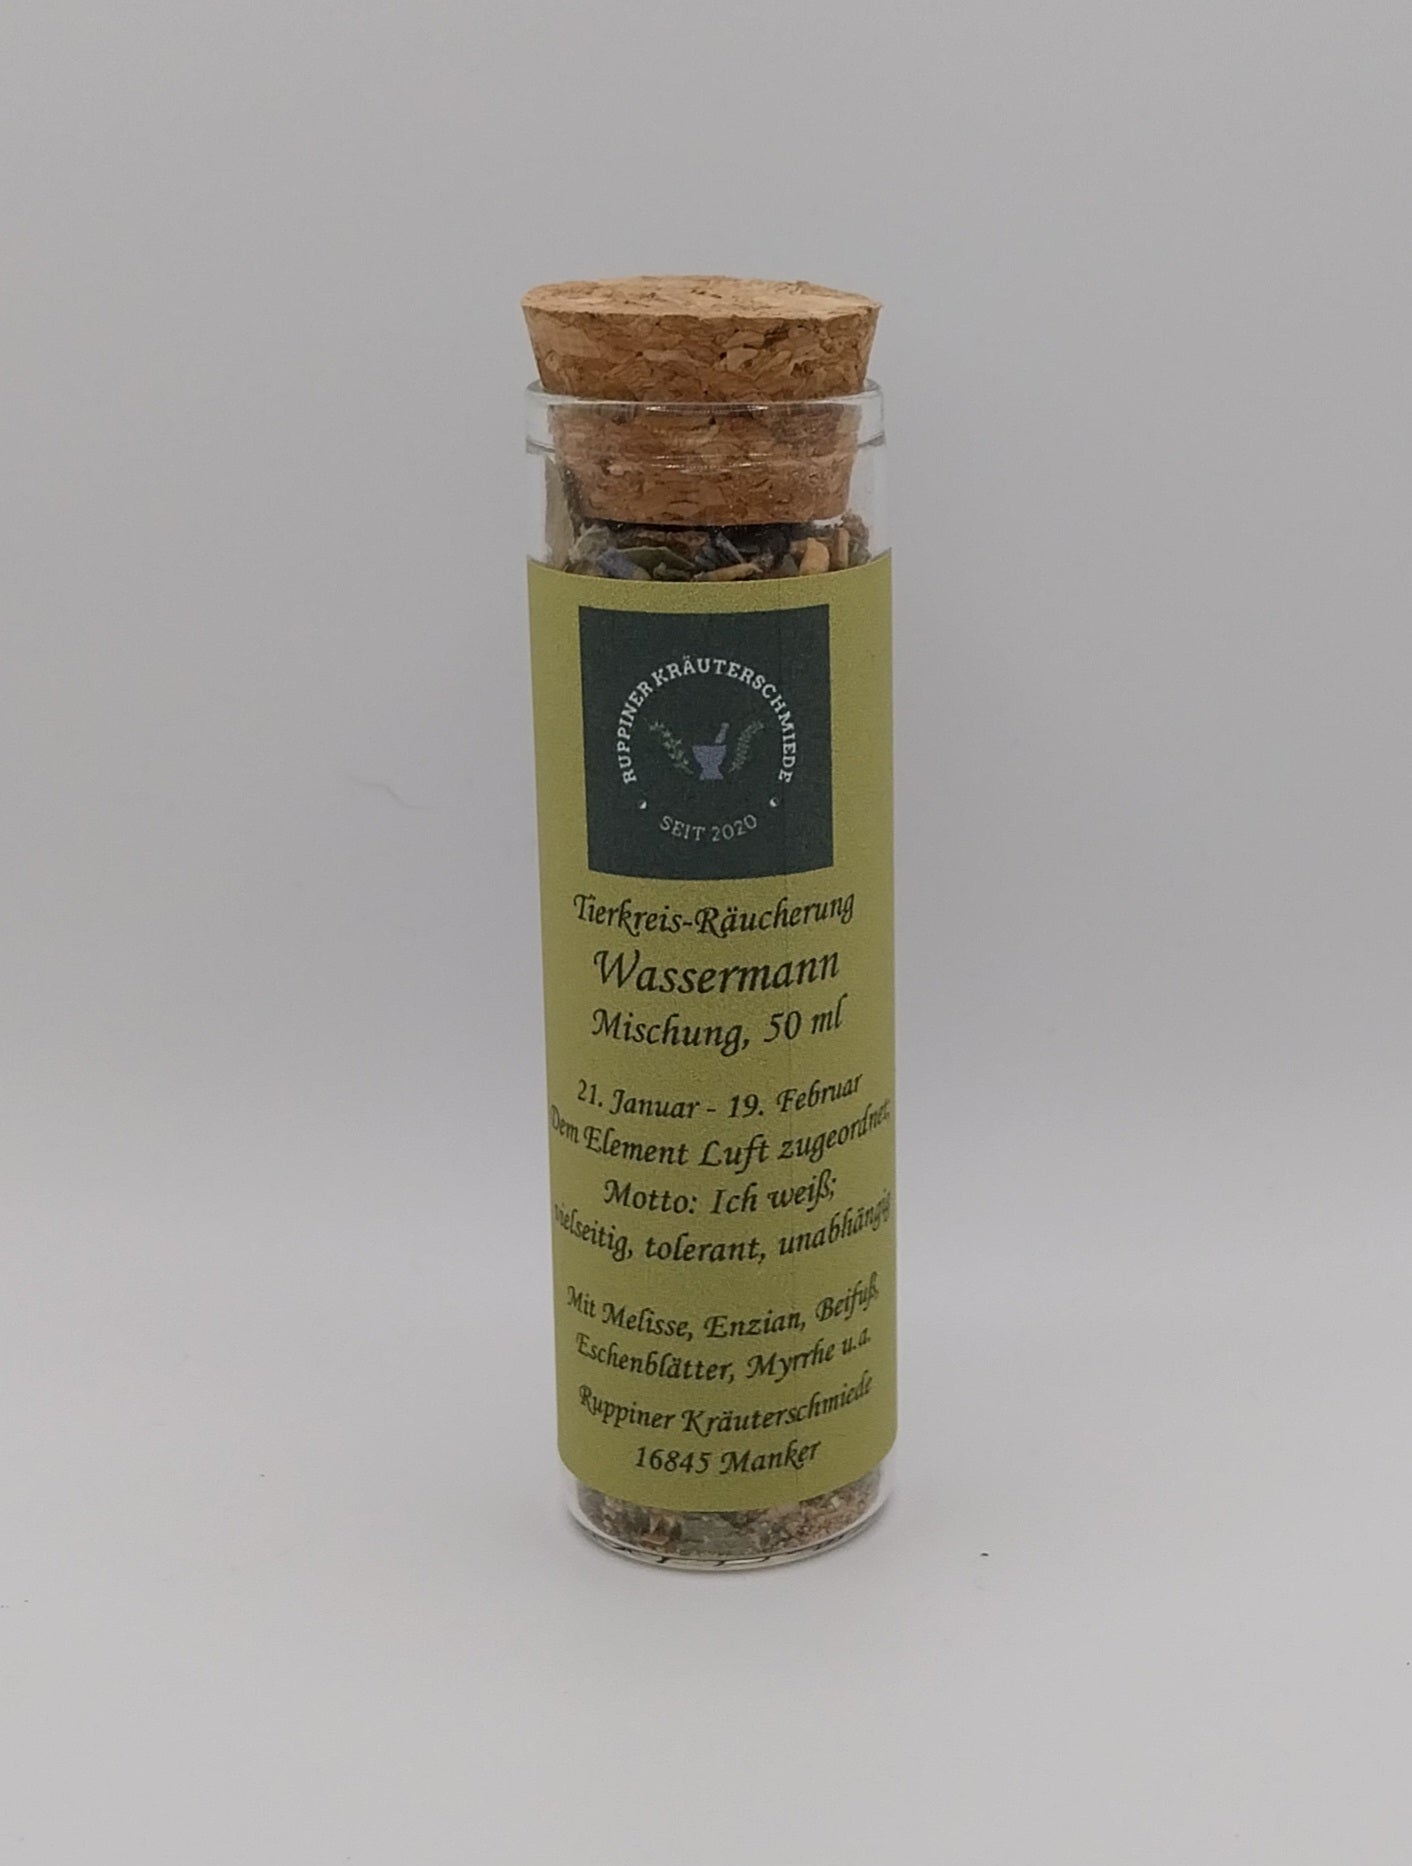 RUPPINER KRÄUTERSCHMIEDE
SEIT 2020
Tierkreis-Räucherung
Wassermann
Mischung, 50 ml
21. Januar - 19. Februar
Dem Element Luft zugeordnet;
Motto: Ich weiß;
vielseitig, tolerant, unabhängig
Mit Melisse, Enzian, Beifuß,
Eschenblätter, Myrrhe u.a.
Ruppiner Kräuterschmiede
16845 Manker